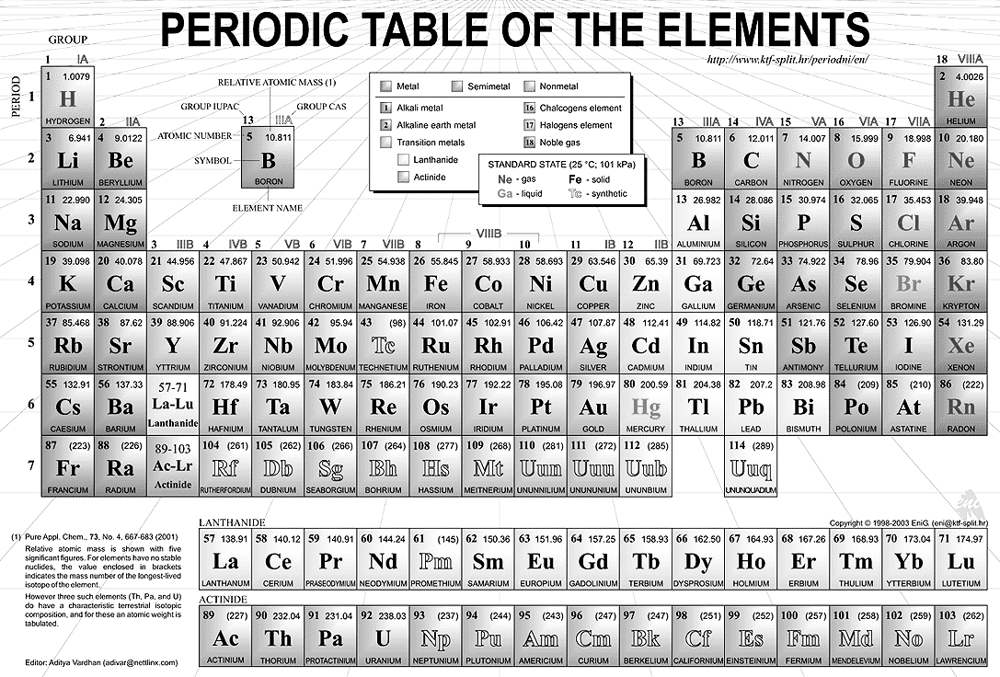 PERIODIC TABLE OF THE ELEMENTS
http://www.ktf-split.hr/periodni/en/
GROUP
PERIOD
1 IA
2 IIA
3 IIIB
4 IVB
5 VB
6 VIB
7 VIIB
8
VIIIB
9
10
11 IB
12 IIB
13 IIIA
14 IVA
15 VA
16 VIA
17 VIIA
18 VIIIA
RELATIVE ATOMIC MASS (1)
GROUP IUPAC
GROUP CAS
13 IIIA
ATOMIC NUMBER
5 10.811
SYMBOL
B
BORON
ELEMENT NAME
Metal
Semimetal
Nonmetal
1 Alkali metal
2 Alkaline earth metal
Transition metals
Lanthanide
Actinide
16 Chalcogens element
17 Halogens element
18 Noble gas
STANDARD STATE (25 °C; 101 kPa)
Ne - gas
Fe - solid
Ga - liquid
Tc - synthetic
1
1 1.0079 H HYDROGEN
2 4.0026 He HELIUM
2
3 6.941 Li LITHIUM
4 9.0122 Be BERYLLIUM
5 10.811 B BORON
6 12.011 C CARBON
7 14.007 N NITROGEN
8 15.999 O OXYGEN
9 18.998 F FLUORINE
10 20.180 Ne NEON
3
11 22.990 Na SODIUM
12 24.305 Mg MAGNESIUM
13 26.982 Al ALUMINIUM
14 28.086 Si SILICON
15 30.974 P PHOSPHORUS
16 32.065 S SULPHUR
17 35.453 Cl CHLORINE
18 39.948 Ar ARGON
4
19 39.098 K POTASSIUM
20 40.078 Ca CALCIUM
21 44.956 Sc SCANDIUM
22 47.867 Ti TITANIUM
23 50.942 V VANADIUM
24 51.996 Cr CHROMIUM
25 54.938 Mn MANGANESE
26 55.845 Fe IRON
27 58.933 Co COBALT
28 58.693 Ni NICKEL
29 63.546 Cu COPPER
30 65.39 Zn ZINC
31 69.723 Ga GALLIUM
32 72.64 Ge GERMANIUM
33 74.922 As ARSENIC
34 78.96 Se SELENIUM
35 79.904 Br BROMINE
36 83.80 Kr KRYPTON
5
37 85.468 Rb RUBIDIUM
38 87.62 Sr STRONTIUM
39 88.906 Y YTTRIUM
40 91.224 Zr ZIRCONIUM
41 92.906 Nb NIOBIUM
42 95.94 Mo MOLYBDENUM
43 (98) Tc TECHNETIUM
44 101.07 Ru RUTHENIUM
45 102.91 Rh RHODIUM
46 106.42 Pd PALLADIUM
47 107.87 Ag SILVER
48 112.41 Cd CADMIUM
49 114.82 In INDIUM
50 118.71 Sn TIN
51 121.76 Sb ANTIMONY
52 127.60 Te TELLURIUM
53 126.90 I IODINE
54 131.29 Xe XENON
6
55 132.91 Cs CAESIUM
56 137.33 Ba BARIUM
57-71 La-Lu Lanthanide
72 178.49 Hf HAFNIUM
73 180.95 Ta TANTALUM
74 183.84 W TUNGSTEN
75 186.21 Re RHENIUM
76 190.23 Os OSMIUM
77 192.22 Ir IRIDIUM
78 195.08 Pt PLATINUM
79 196.97 Au GOLD
80 200.59 Hg MERCURY
81 204.38 Tl THALLIUM
82 207.2 Pb LEAD
83 208.98 Bi BISMUTH
84 (209) Po POLONIUM
85 (210) At ASTATINE
86 (222) Rn RADON
7
87 (223) Fr FRANCIUM
88 (226) Ra RADIUM
89-103 Ac-Lr Actinide
104 (261) Rf RUTHERFORDIUM
105 (262) Db DUBNIUM
106 (266) Sg SEABORGIUM
107 (264) Bh BOHRIUM
108 (277) Hs HASSIUM
109 (268) Mt MEITNERIUM
110 (281) Uun UNUNNILIUM
111 (272) Uuu UNUNUNIUM
112 (285) Uub UNUNBIUM
114 (289) Uuq UNUNQUADIUM
eni
Copyright © 1998-2003 EniG. (eni@ktf-split.hr)
LANTHANIDE
57 138.91 La LANTHANUM
58 140.12 Ce CERIUM
59 140.91 Pr PRASEODYMIUM
60 144.24 Nd NEODYMIUM
61 (145) Pm PROMETHIUM
62 150.36 Sm SAMARIUM
63 151.96 Eu EUROPIUM
64 157.25 Gd GADOLINIUM
65 158.93 Tb TERBIUM
66 162.50 Dy DYSPROSIUM
67 164.93 Ho HOLMIUM
68 167.26 Er ERBIUM
69 168.93 Tm THULIUM
70 173.04 Yb YTTERBIUM
71 174.97 Lu LUTETIUM
ACTINIDE
89 (227) Ac ACTINIUM
90 232.04 Th THORIUM
91 231.04 Pa PROTACTINIUM
92 238.03 U URANIUM
93 (237) Np NEPTUNIUM
94 (244) Pu PLUTONIUM
95 (243) Am AMERICIUM
96 (247) Cm CURIUM
97 (247) Bk BERKELIUM
98 (251) Cf CALIFORNIUM
99 (252) Es EINSTEINIUM
100 (257) Fm FERMIUM
101 (258) Md MENDELEVIUM
102 (259) No NOBELIUM
103 (262) Lr LAWRENCIUM
(1) Pure Appl. Chem., 73, No. 4, 667-683 (2001)
Relative atomic mass is shown with five
significant figures. For elements have no stable
nuclides, the value enclosed in brackets
indicates the mass number of the longest-lived
isotope of the element.
However three such elements (Th, Pa, and U)
do have a characteristic terrestrial isotopic
composition, and for these an atomic weight is
tabulated.
Editor: Aditya Vardhan (adivar@nettlinx.com)